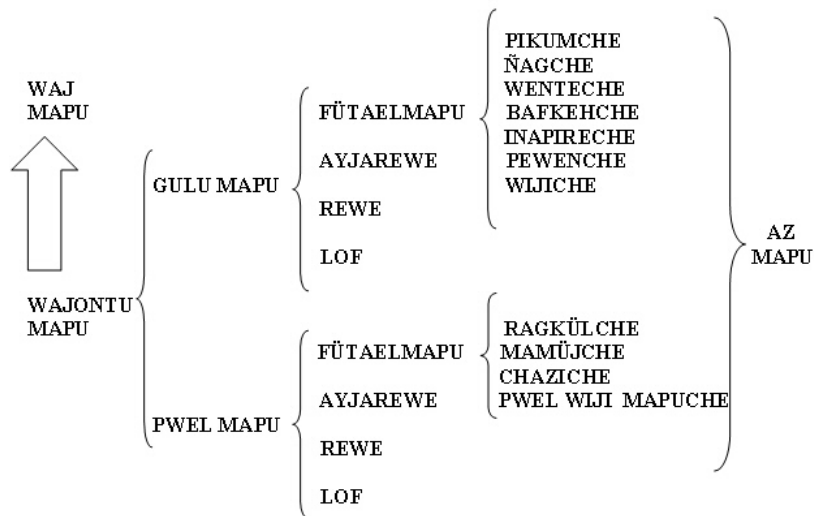 WAJ
MAPU
WAJONTU
MAPU
GULU MAPU
FÜTAELMAPU
AYJAREWE
REWE
LOF
PIKUMCHE
ÑAGCHE
WENTECHE
BAFKEHCHE
INAPIRECHE
PEWENCHE
WIJICHE
PWEL MAPU
FÜTAELMAPU
AYJAREWE
REWE
LOF
RAGKÜLCHE
MAMÜJCHE
CHAZICHE
PWEL WIJI MAPUCHE
AZ
MAPU